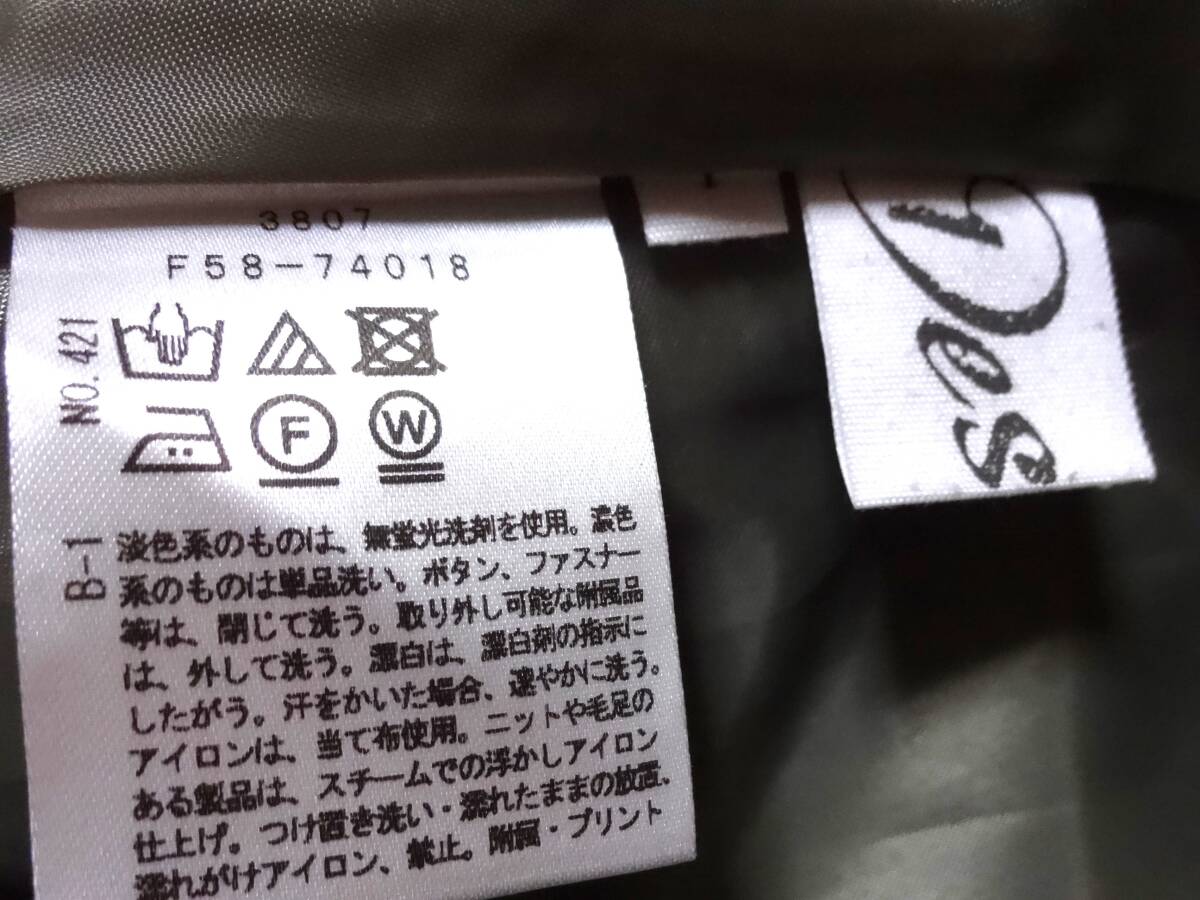 3807
F58-74018
NO. 421
F
W
B-1
淡色系のものは、無蛍光洗剤を使用。濃色
系のものは単品洗い。ボタン、ファスナー
等は、閉じて洗う。取り外し可能な附属品
は、外して洗う。漂白は、漂白剤の指示に
したがう。汗をかいた場合、速やかに洗う。
アイロンは、当て布使用。ニットや毛足の
ある製品は、スチームでの浮かしアイロン
仕上げ。つけ置き洗い・濡れたままの放置、
濡れがけアイロン、禁止。附属・プリント
Des